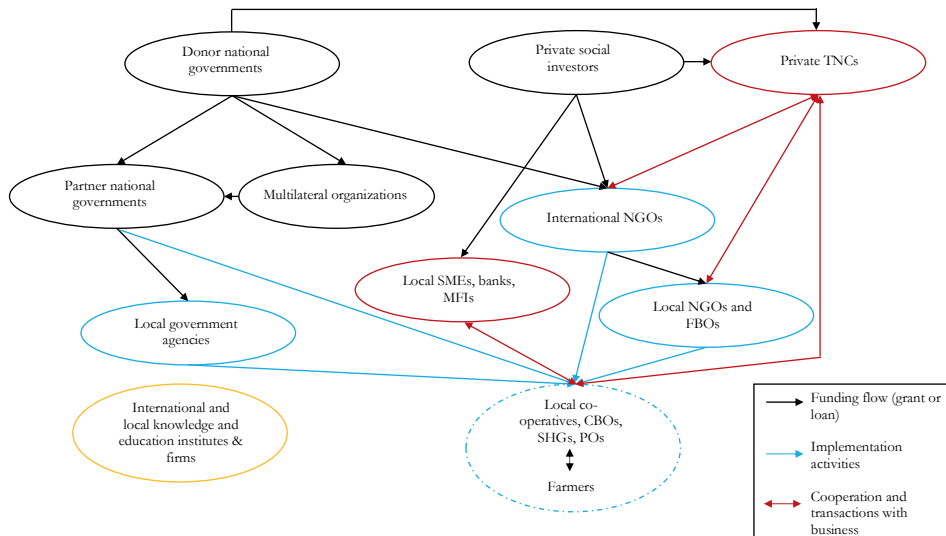 Donor national
governments
Private social
investors
Private TNCs
Partner national
governments
Multilateral organizations
International NGOs
Local SMEs, banks,
MFIs
Local NGOs and
FBOs
Local government
agencies
International and
local knowledge and
education institutes &
firms
Local co-
operatives, CBOs,
SHGs, POs
Farmers
Funding flow (grant or
loan)
Implementation
activities
Cooperation and
transactions with
business